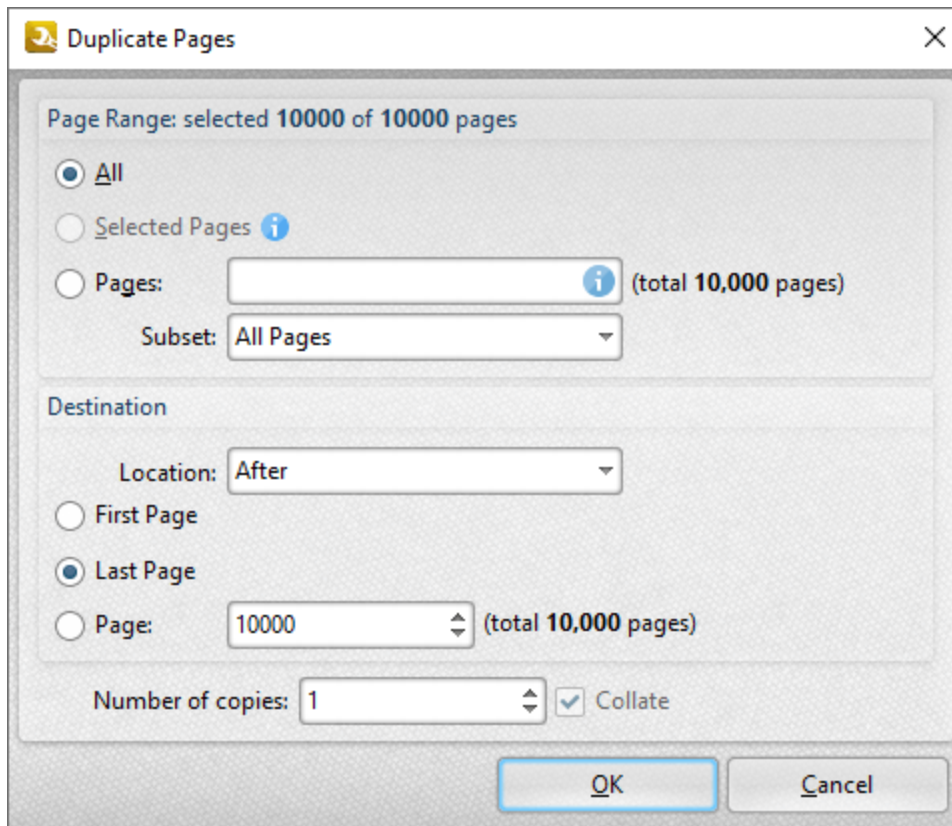 Duplicate Pages
Page Range: selected 10000 of 10000 pages
All
Selected Pages
Pages: (total 10,000 pages)
Subset: All Pages
Destination
Location: After
First Page
Last Page
Page: 10000 (total 10,000 pages)
Number of copies: 1 Collate
OK Cancel